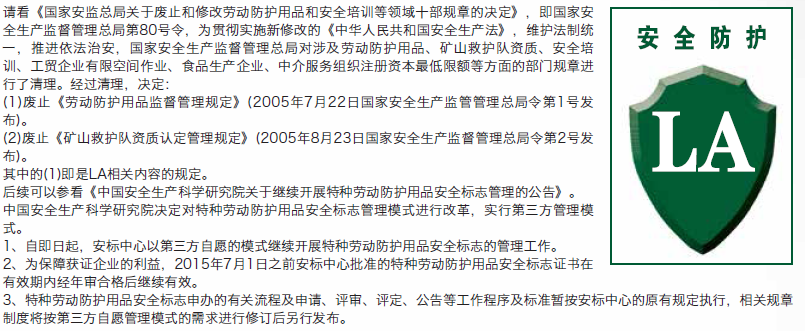 请看《国家安监总局关于废止和修改劳动防护用品和安全培训等领域十部规章的决定》，即国家安
全生产监督管理总局第80号令，为贯彻实施新修改的《中华人民共和国安全生产法》，维护法制统
一，推进依法治安，国家安全生产监督管理总局对涉及劳动防护用品、矿山救护队资质、安全培
训、工贸企业有限空间作业、食品生产企业、中介服务组织注册资本最低限额等方面的部门规章进
行了清理。经过清理，决定：
(1)废止《劳动防护用品监督管理规定》(2005年7月22日国家安全生产监管管理总局令第1号发
布)。
(2)废止《矿山救护队资质认定管理规定》(2005年8月23日国家安全生产监督管理总局令第2号发
布)。
其中的(1)即是LA相关内容的规定。
后续可以参看《中国安全生产科学研究院关于继续开展特种劳动防护用品安全标志管理的公告》。
中国安全生产科学研究院决定对特种劳动防护用品安全标志管理模式进行改革，实行第三方管理模
式。
1、自即日起，安标中心以第三方自愿的模式继续开展特种劳动防护用品安全标志的管理工作。
2、为保障获证企业的利益，2015年7月1日之前安标中心批准的特种劳动防护用品安全标志证书在
有效期内经年审合格后继续有效。
3、特种劳动防护用品安全标志申办的有关流程及申请、评审、评定、公告等工作程序及标准暂按安标中心的原有规定执行，相关规章
制度将按第三方自愿管理模式的需求进行修订后另行发布。
安全防护
LA